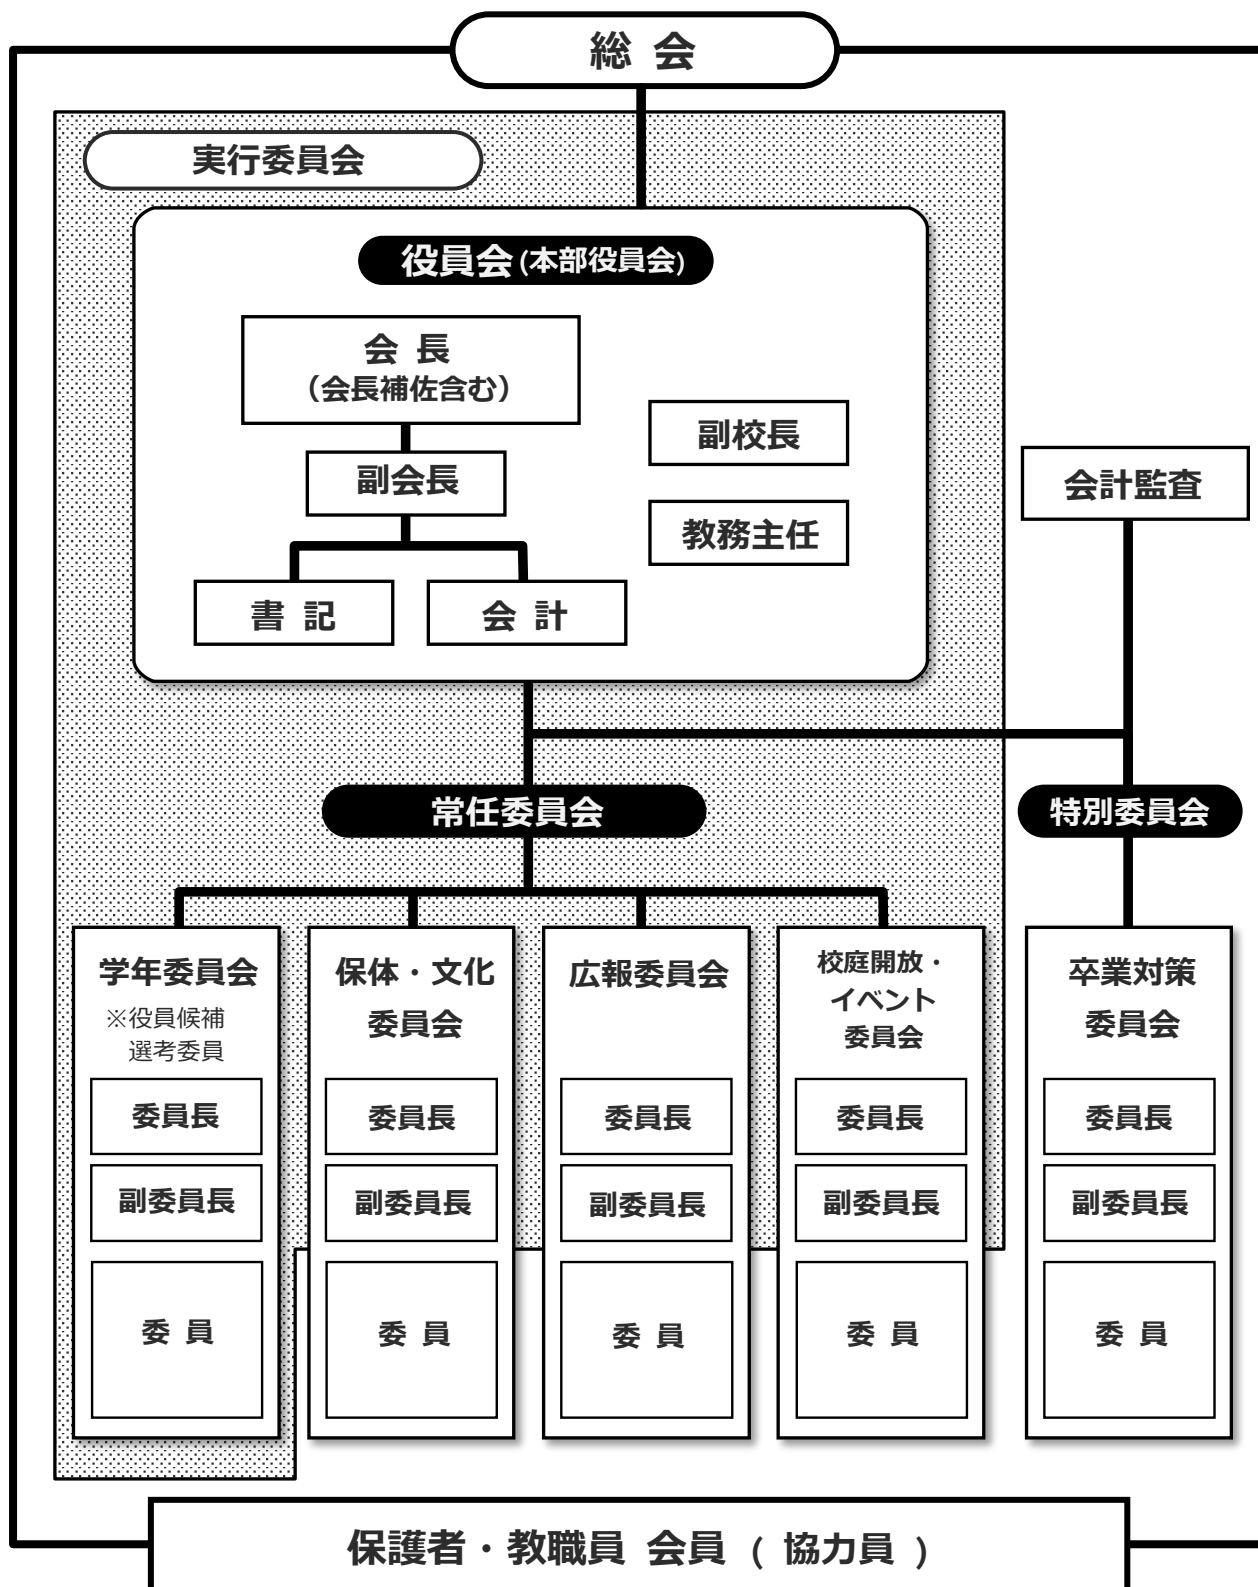 総 会
実行委員会
役員会(本部役員会)
会 長
（会長補佐含む）
副会長
書 記
会 計
副校長
教務主任
会計監査
常任委員会
特別委員会
学年委員会
※役員候補
選考委員
委員長
副委員長
委 員
保体・文化
委員会
委員長
副委員長
委 員
広報委員会
委員長
副委員長
委 員
校庭開放・
イベント
委員会
委員長
副委員長
委 員
卒業対策
委員会
委員長
副委員長
委 員
保護者・教職員 会員 ( 協力員 )